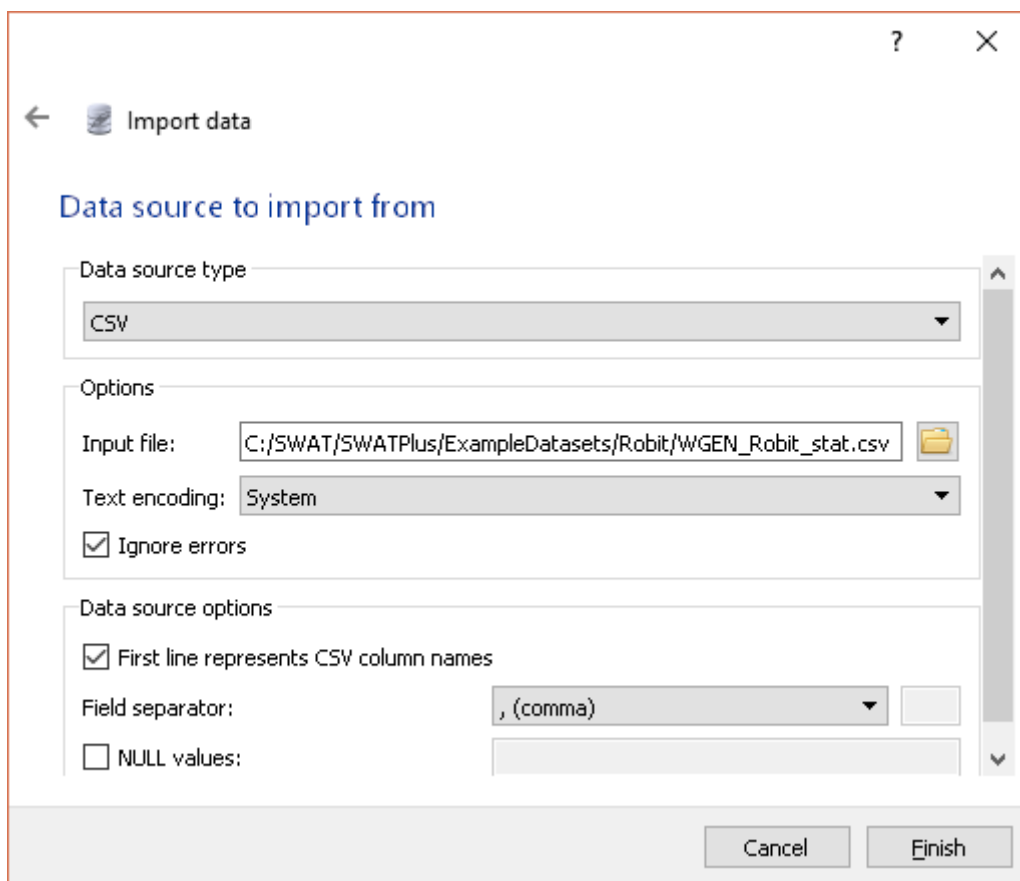 ?
Import data
Data source to import from
Data source type
CSV
Options
Input file: C:/SWAT/SWATPlus/ExampleDatasets/Robit/WGEN_Robit_stat.csv
Text encoding: System
Ignore errors
Data source options
First line represents CSV column names
Field separator: , (comma)
NULL values:
Cancel Finish